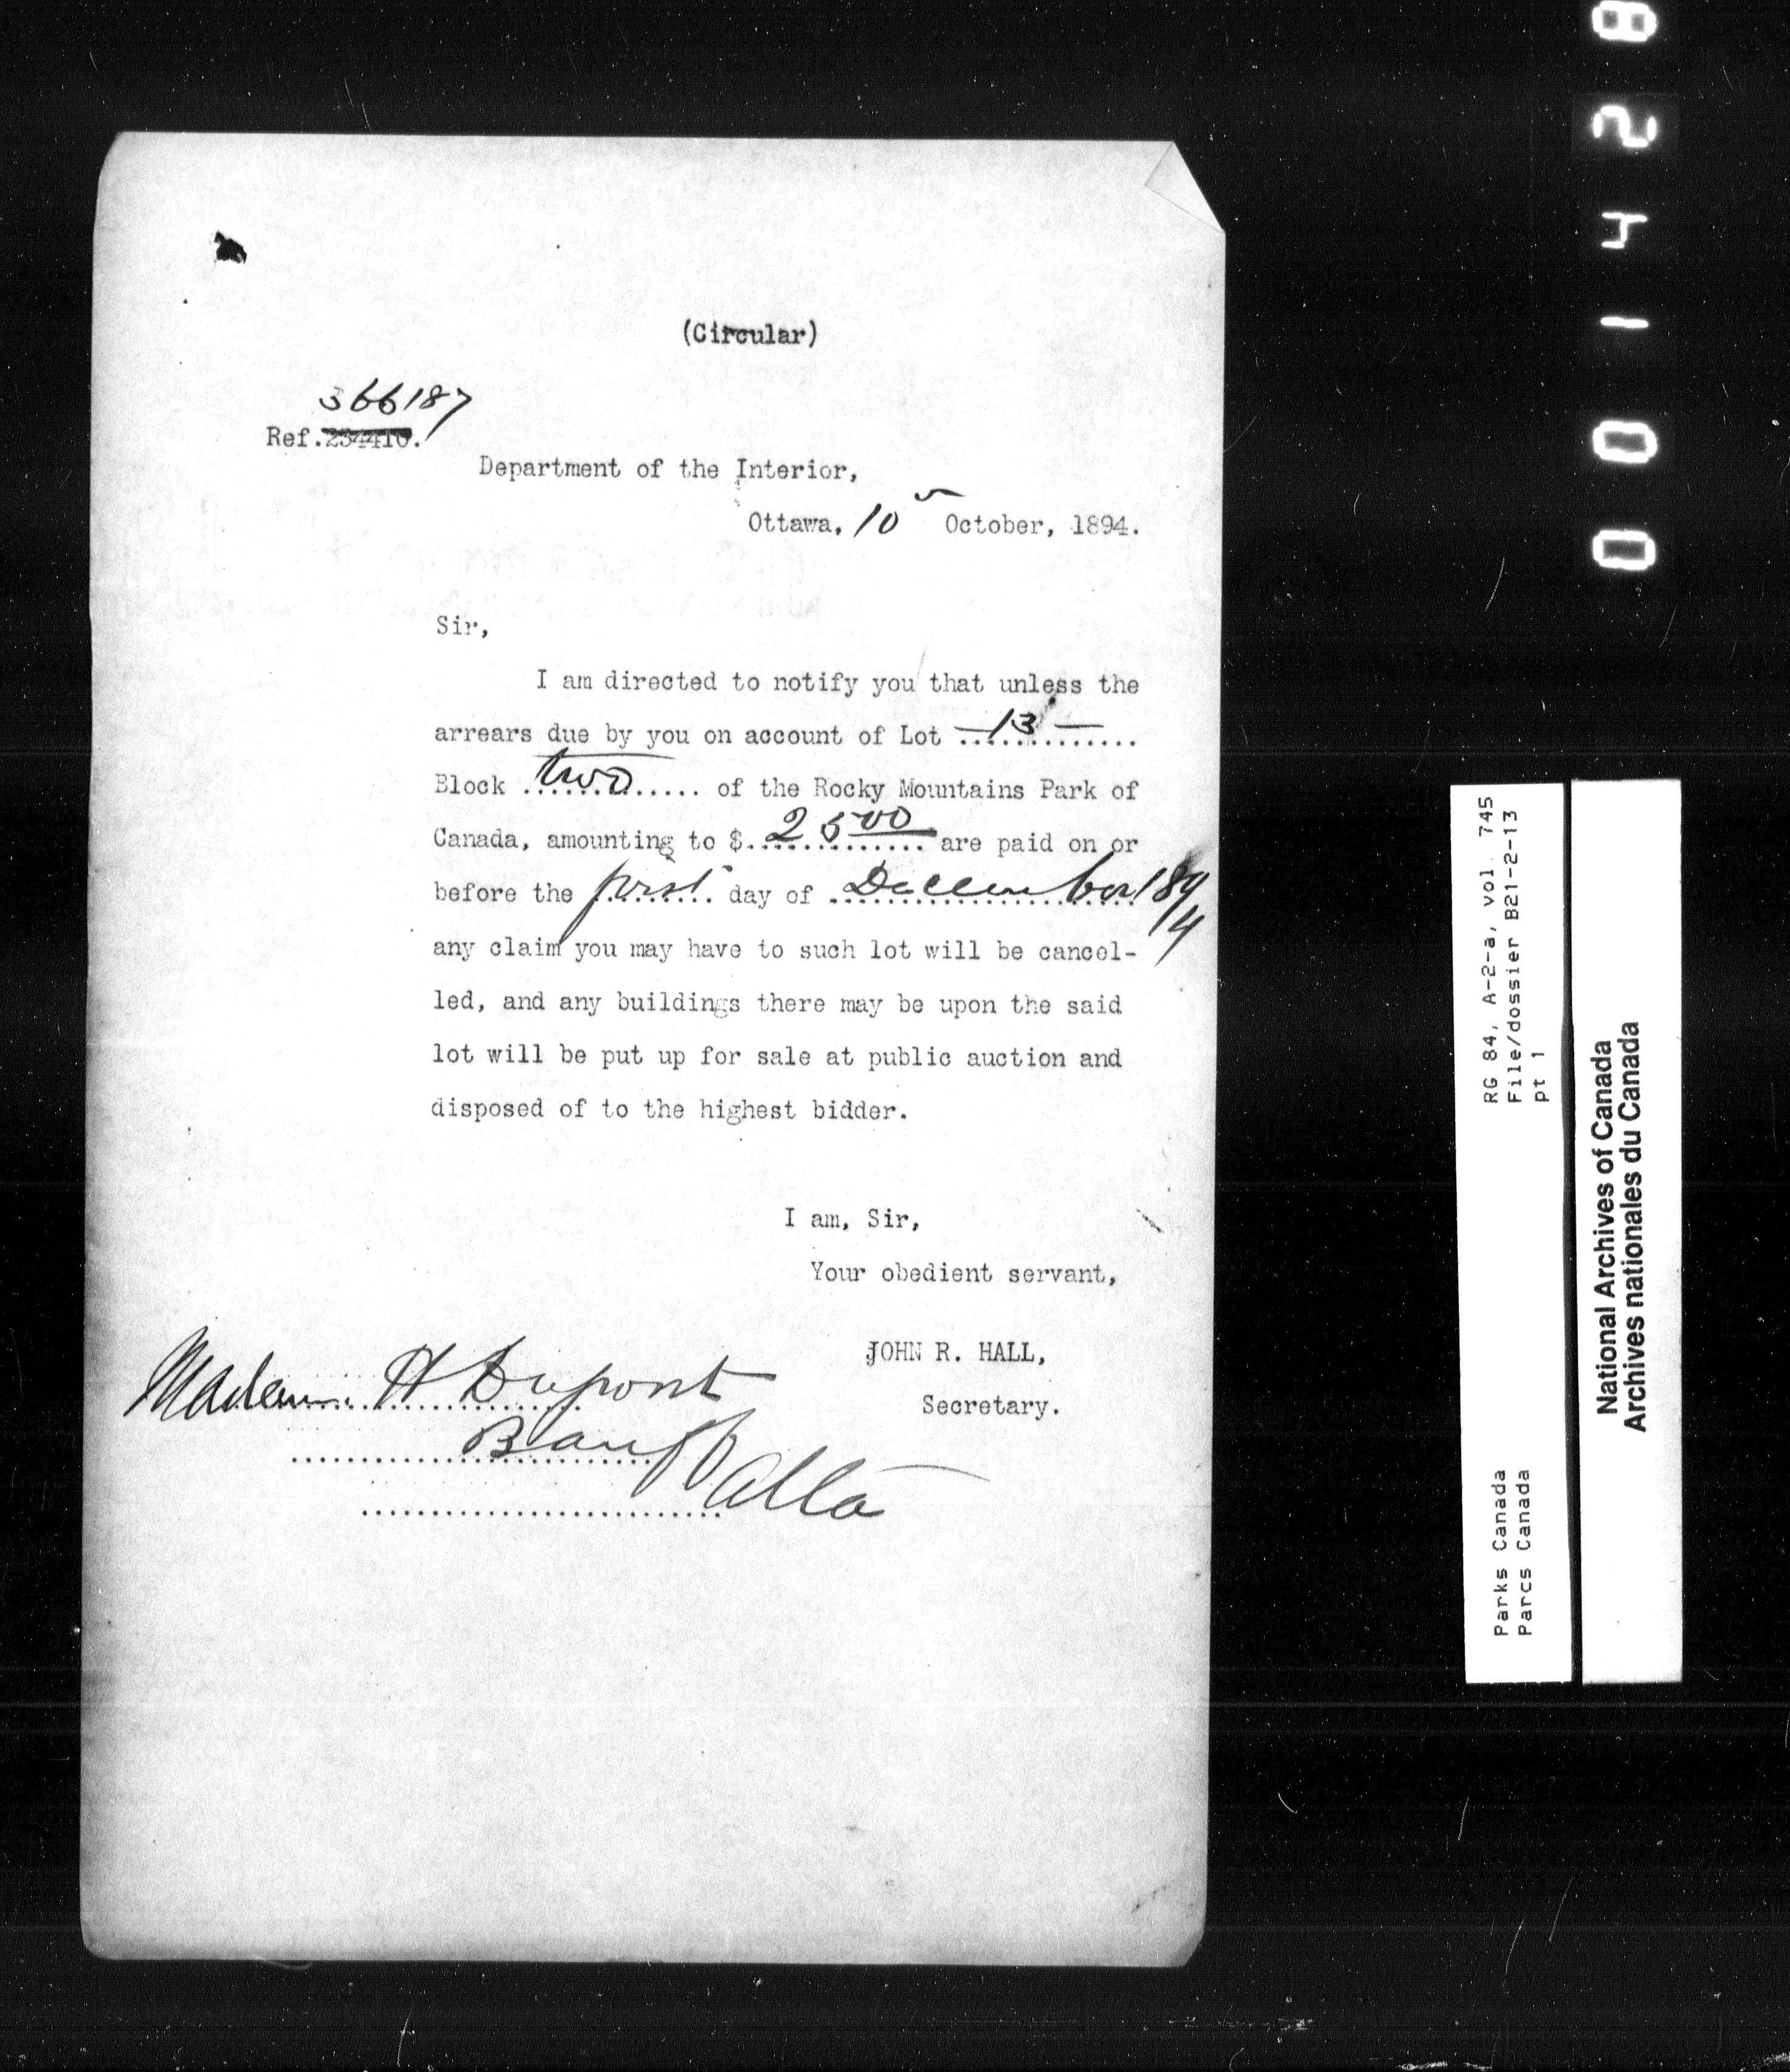 (Circular)
366187
Ref.234410.
Department of the Interior,
Ottawa, 10 October, 1894.
Sir,
I am directed to notify you that unless the
arrears due by you on account of Lot 13
Block two of the Rocky Mountains Park of
Canada, amounting to $ 25 00 are paid on or
before the first day of December 1894
any claim you may have to such lot will be cancel-
led, and any buildings there may be upon the said
lot will be put up for sale at public auction and
disposed of to the highest bidder.
I am, Sir,
Your obedient servant,
JOHN R. HALL,
Secretary.
Madam H Dupont
Banff
Alta
001428
RG 84, A-2-a, vol. 745
File/dossier B21-2-13
pt 1
Parks Canada
Parcs Canada
National Archives of Canada
Archives nationales du Canada